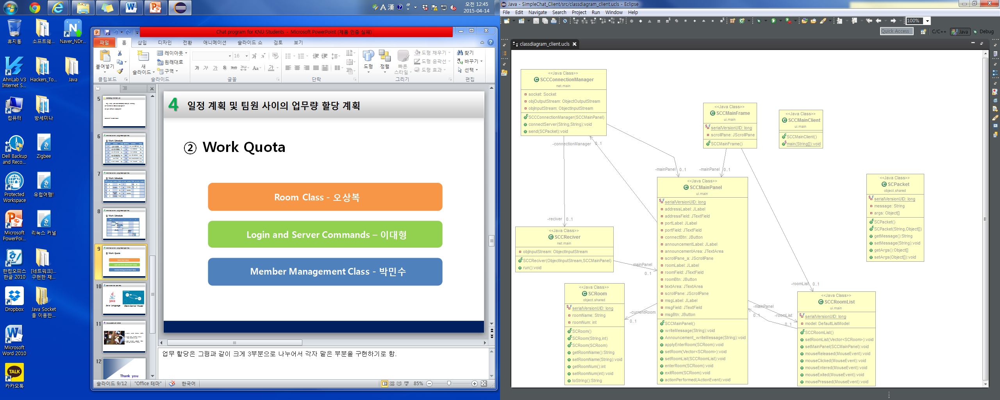 오전 12:45
2015-04-14
A 漢
휴지통
소프트웨...
Naver_NDr...
AhnLab V3
Internet S...
Hackers_To...
Java
컴퓨터
방세미나
Dell Backup
and Reco...
Zigbee
Protected
Workspace
유럽여행!
Microsoft
PowerPoi...
리눅스 커널
한컴오피스
한글 2010
[네트워크]...
구현한 채...
Dropbox
Java Socket
을 이용한...
Microsoft
Word 2010
TALK
카카오톡
Chat program for KNU Students - Microsoft PowerPoint (제품 인증 실패)
파일 홈 삽입 디자인 전환 애니메이션 슬라이드 쇼 검토 보기
붙여넣기
클립보드
새
슬라이드
레이아웃
원래대로
구역
슬라이드
16
글꼴
단락
도형
정렬
빠른
스타일
도형 채우기
도형 윤곽선
도형 효과
그리기
찾기
바꾸기
선택
편집
5
6
Work Schedule
7
Work Schedule
8
Work Schedule
9
Work Quota
10
Java
Java Language
Client-Server Model
11
12
Thank you
4 일정 계획 및 팀원 사이의 업무량 할당 계획
② Work Quota
Room Class - 오상복
Login and Server Commands – 이대형
Member Management Class - 박민수
업무 할당은 그림과 같이 크게 3부분으로 나누어서 각자 맡은 부분을 구현하기로 함.
슬라이드 9/12 "Office 테마" 한국어 85%
Java - SimpleChat_Client/src/classdiagram_client.ucls - Eclipse
File Edit Navigate Search Project Run Window Help
100%
Quick Access
C/C++ Java Debug
classdiagram_client.ucls
<<Java Class>>
SCCConnectionManager
net.main
socket: Socket
objOutputStream: ObjectOutputStream
objInputStream: ObjectInputStream
SCCConnectionManager(SCCMainPanel)
connectServer(String,String):void
send(SCPacket):void
<<Java Class>>
SCCMainFrame
ui.main
serialVersionUID: long
scrollPane: JScrollPane
SCCMainFrame()
<<Java Class>>
SCCMainClient
ui.main
SCCMainClient()
main(String[]):void
-connectionManager 0..1
-mainPanel 0..1
-mainPanel 0..1
<<Java Class>>
SCCMainPanel
ui.main
serialVersionUID: long
addressLabel: JLabel
addressField: JTextField
portLabel: JLabel
portField: JTextField
connectBtn: JButton
announcementLabel: JLabel
announcementArea: JTextArea
scrollPane_a: JScrollPane
roomLabel: JLabel
roomField: JTextField
roomBtn: JButton
textArea: JTextArea
scrollPane: JScrollPane
msgLabel: JLabel
msgField: JTextField
msgBtn: JButton
SCCMainPanel()
writeMessage(String):void
Announcement_writeMessage(String):void
applyEnterRoom(SCRoom):void
setRoom(Vector<SCRoom>):void
setRoomList(SCCRoomList):void
enterRoom(SCRoom):void
exitRoom(SCRoom):void
actionPerformed(ActionEvent):void
<<Java Class>>
SCPacket
object.shared
serialVersionUID: long
message: String
args: Object[]
SCPacket()
SCPacket(String,Object[])
getMessage():String
setMessage(String):void
getArgs():Object[]
setArgs(Object[]):void
-reciver 0..1
<<Java Class>>
SCCReciver
net.main
objInputStream: ObjectInputStream
SCCReciver(ObjectInputStream,SCCMainPanel)
run():void
-mainPanel
0..1
<<Java Class>>
SCRoom
object.shared
serialVersionUID: long
roomName: String
roomNum: int
SCRoom()
SCRoom(String,int)
SCRoom(SCRoom)
getRoomName():String
setRoomName(String):void
getRoomNum():int
setRoomNum(int):void
toString():String
-currentRoom
0..1
-roomList 0..1
-mainPanel
0..1
-roomList
0..1
<<Java Class>>
SCCRoomList
ui.main
serialVersionUID: long
model: DefaultListModel
SCCRoomList()
setRoomList(Vector<SCRoom>):void
setMainPanel(SCCMainPanel):void
mouseReleased(MouseEvent):void
mouseClicked(MouseEvent):void
mouseEntered(MouseEvent):void
mouseExited(MouseEvent):void
mousePressed(MouseEvent):void